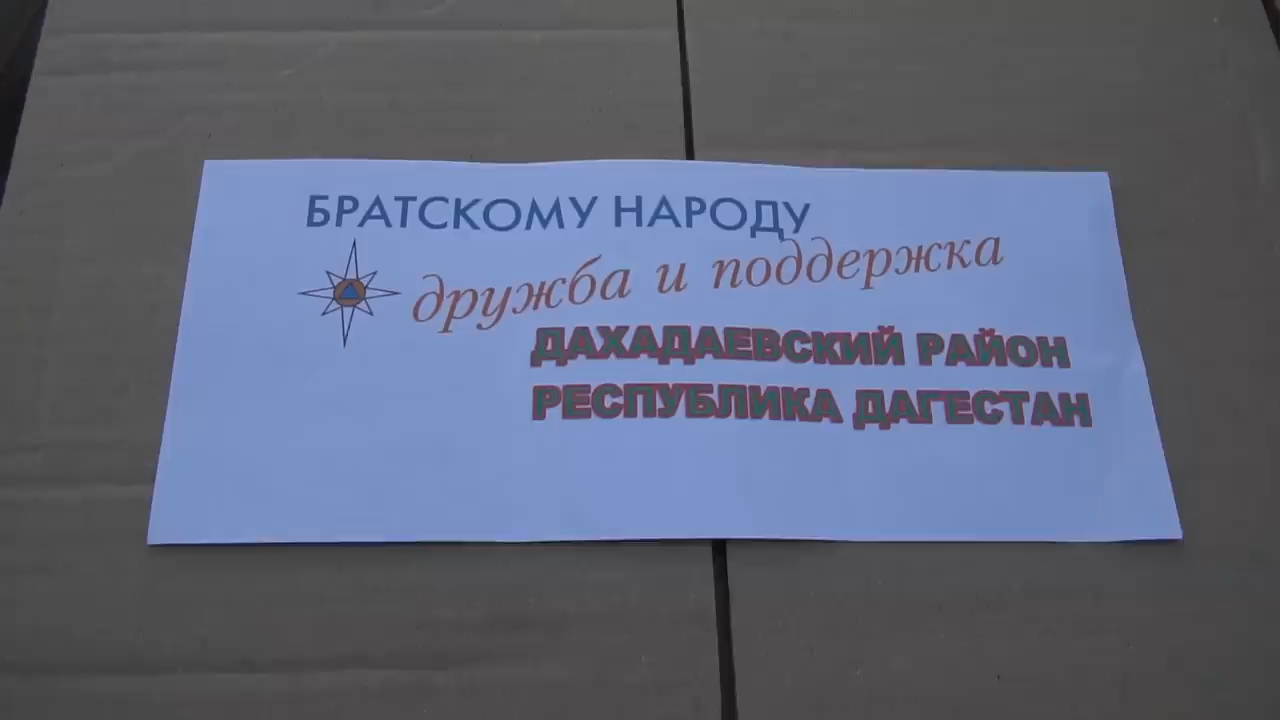 БРАТСКОМУ НАРОДУ
дружба и поддержка
ДАХАДАЕВСКИЙ РАЙОН
РЕСПУБЛИКА ДАГЕСТАН